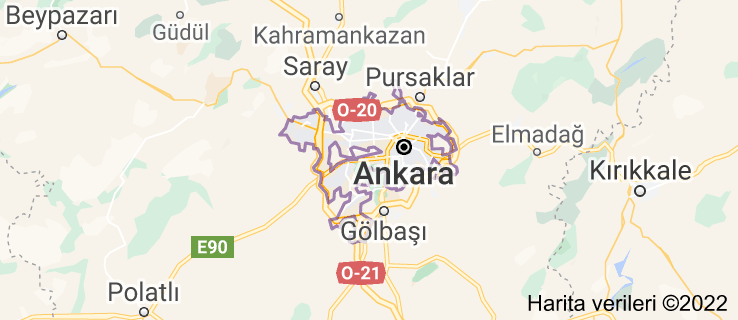 Beypazarı
Güdül
Kahramankazan
Saray
Pursaklar
O-20
Elmadağ
Ankara
Kırıkkale
Gölbaşı
E90
O-21
Polatlı
Harita verileri ©2022